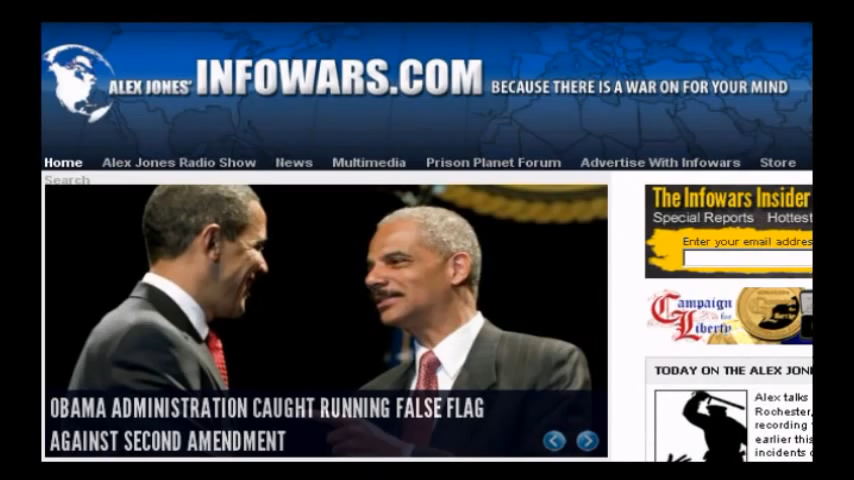 ALEX JONES' INFOWARS.COM BECAUSE THERE IS A WAR ON FOR YOUR MIND
Home Alex Jones Radio Show News Multimedia Prison Planet Forum Advertise With Infowars Store
Search
OBAMA ADMINISTRATION CAUGHT RUNNING FALSE FLAG
AGAINST SECOND AMENDMENT
The Infowars Insider
Special Reports Hottest
Enter your email addres
Campaign
for
Liberty
TODAY ON THE ALEX JON
Alex talks
Rochester,
recording
earlier this
incidents